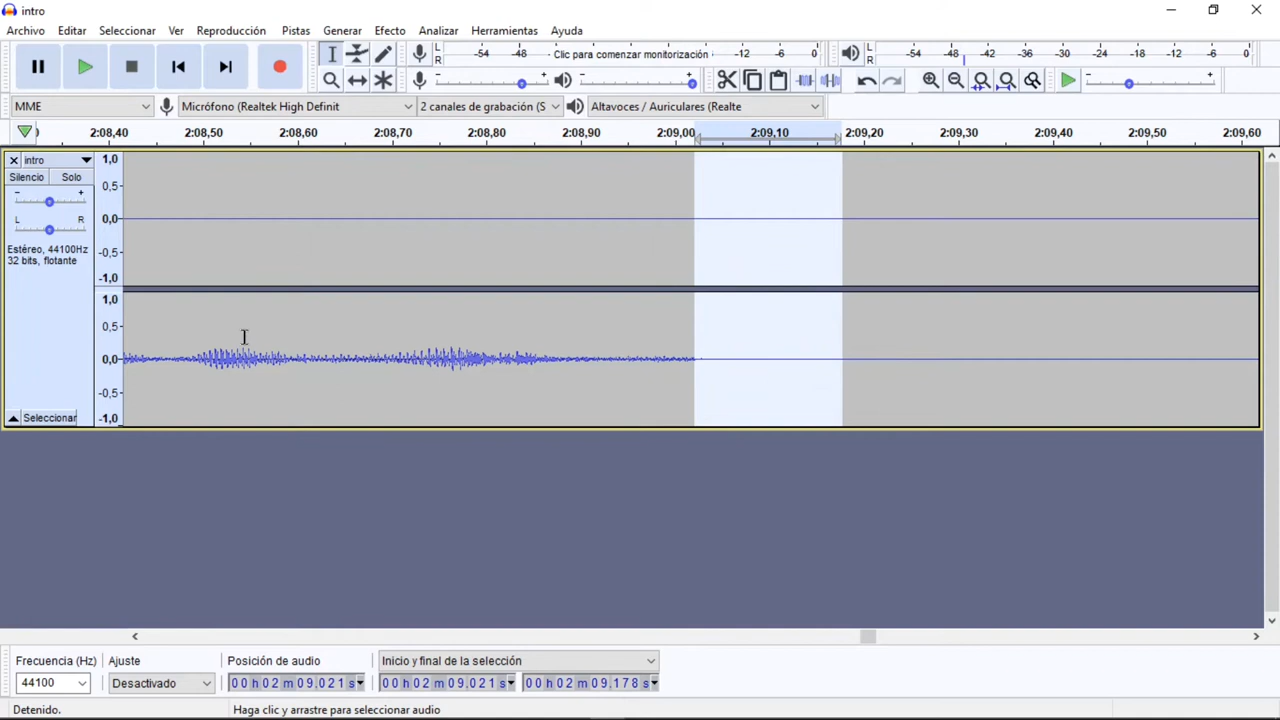 intro
Archivo Editar Seleccionar Ver Reproducción Pistas Generar Efecto Analizar Herramientas Ayuda
L R -54 -48 Clic para comenzar monitorización -12 -6 0 L R -54 -48 -42 -36 -30 -24 -18 -12 -6 0
- + - + - +
MME Micrófono (Realtek High Definit 2 canales de grabación (S Altavoces / Auriculares (Realte
2:08,40 2:08,50 2:08,60 2:08,70 2:08,80 2:08,90 2:09,00 2:09,10 2:09,20 2:09,30 2:09,40 2:09,50 2:09,60
intro 1,0
Silencio Solo 0,5
- +
L R 0,0
Estéreo, 44100Hz -0,5
32 bits, flotante
-1,0
1,0
0,5
0,0
-0,5
Seleccionar -1,0
Frecuencia (Hz) Ajuste Posición de audio Inicio y final de la selección
44100 Desactivado 00 h 02 m 09.021 s 00 h 02 m 09.021 s 00 h 02 m 09.178 s
Detenido. Haga clic y arrastre para seleccionar audio